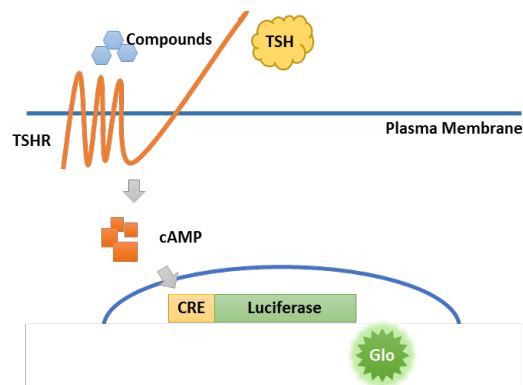 Compounds
TSH
Plasma Membrane
TSHR
cAMP
CRE
Luciferase
Glo